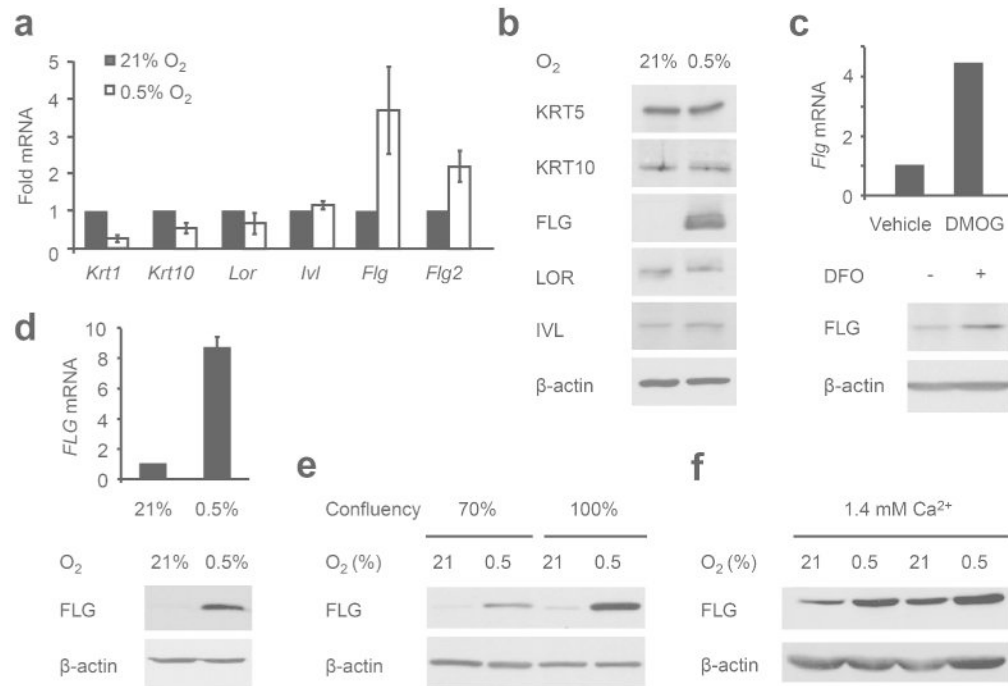 a
21% O₂
0.5% O₂
Fold mRNA
5
4
3
2
1
0
Krt1 Krt10 Lor Ivl Flg Flg2
b
O₂ 21% 0.5%
KRT5
KRT10
FLG
LOR
IVL
β-actin
c
Flg mRNA
4
2
0
Vehicle DMOG
DFO - +
FLG
β-actin
d
FLG mRNA
10
8
6
4
2
0
21% 0.5%
O₂ 21% 0.5%
FLG
β-actin
e
Confluency 70% 100%
O₂ (%) 21 0.5 21 0.5
FLG
β-actin
f
1.4 mM Ca²⁺
O₂ (%) 21 0.5 21 0.5
FLG
β-actin